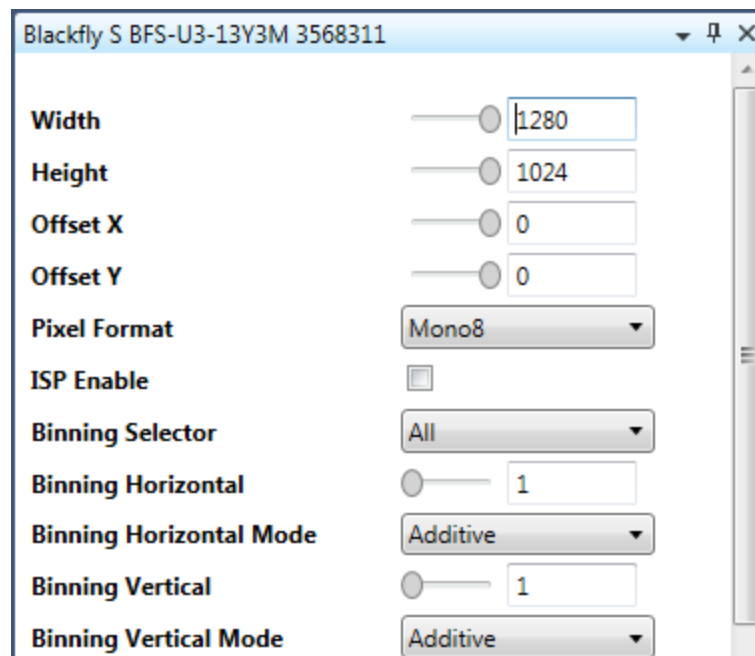 Blackfly S BFS-U3-13Y3M 3568311
Width 1280
Height 1024
Offset X 0
Offset Y 0
Pixel Format Mono8
ISP Enable
Binning Selector All
Binning Horizontal 1
Binning Horizontal Mode Additive
Binning Vertical 1
Binning Vertical Mode Additive